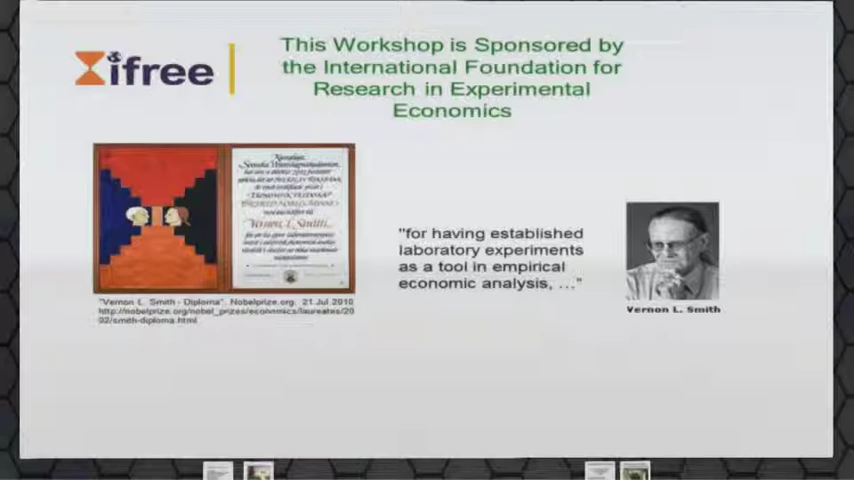 This Workshop is Sponsored by
the International Foundation for
Research in Experimental
Economics
ifree
"for having established
laboratory experiments
as a tool in empirical
economic analysis, ..."
Vernon L. Smith
"Vernon L. Smith - Diploma". Nobelprize.org. 21 Jul 2010
http://nobelprize.org/nobel_prizes/economics/laureates/20
02/smith-diploma.html